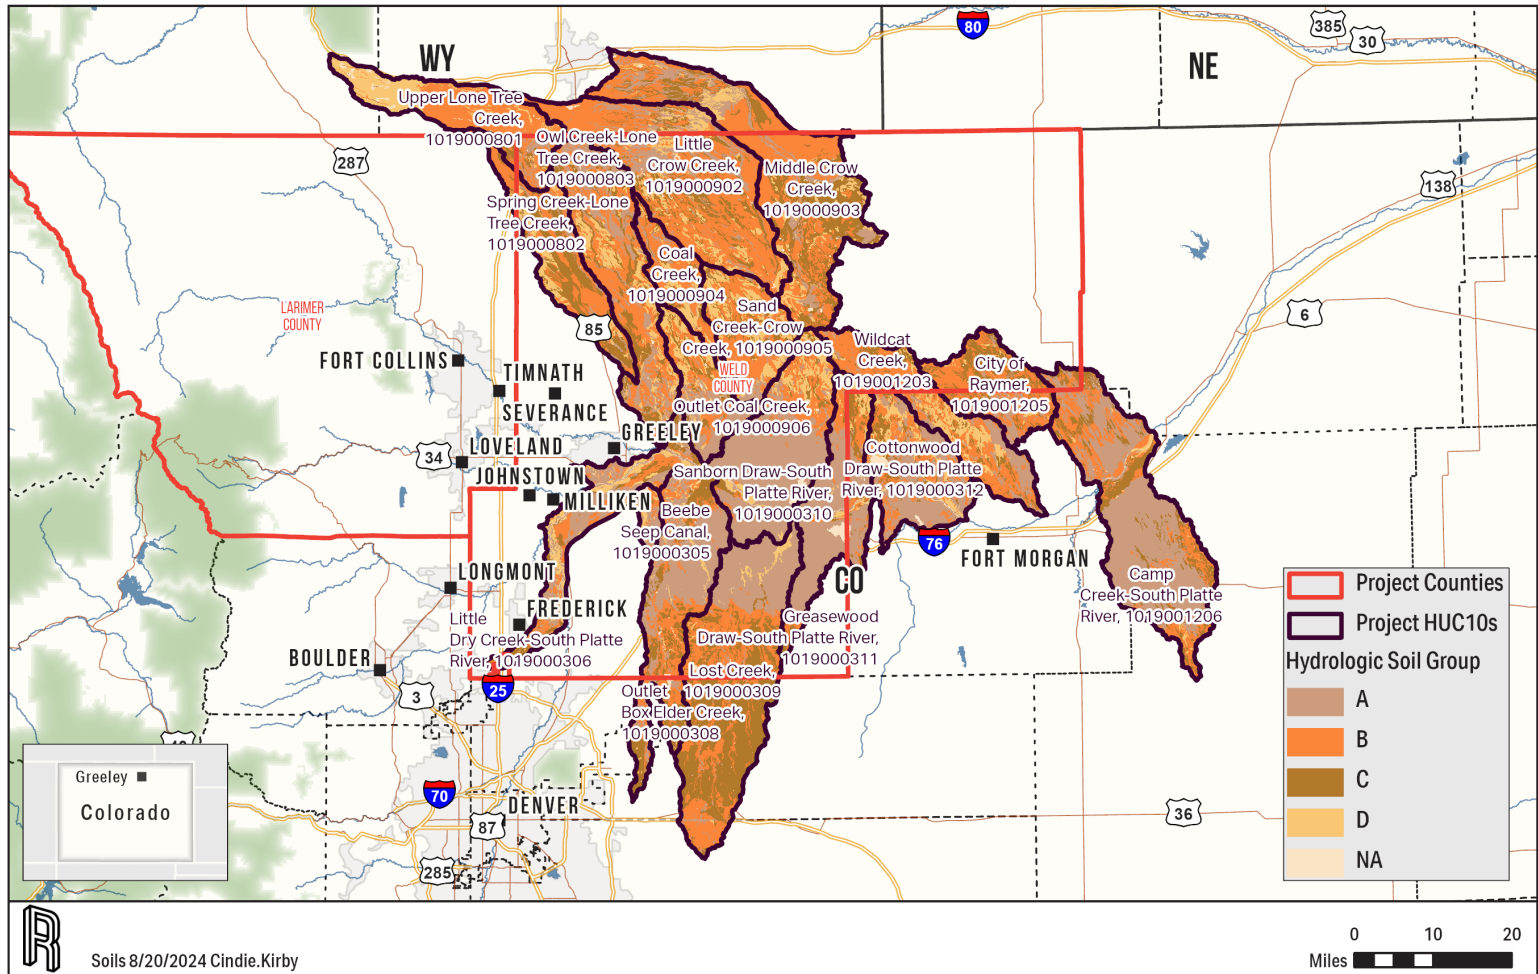 80
385
30
WY
NE
Upper Lone Tree
Creek,
1019000801
Owl Creek-Lone
Tree Creek,
1019000803
Little
Crow Creek,
1019000902
Middle Crow
Creek,
1019000903
287
138
Spring Creek-Lone
Tree Creek,
1019000802
Coal
Creek,
1019000904
LARIMER
COUNTY
85
Sand
Creek-Crow
Creek, 1019000905
6
Wildcat
Creek,
1019001203
City of
Raymer,
1019001205
FORT COLLINS
TIMNATH
SEVERANCE
WELD
COUNTY
Outlet Coal Creek,
1019000906
GREELEY
34
LOVELAND
JOHNSTOWN
MILLIKEN
Sanborn Draw-South
Platte River,
1019000310
Cottonwood
Draw-South Platte
River, 1019000312
Beebe
Seep Canal,
1019000305
76
FORT MORGAN
CO
LONGMONT
FREDERICK
Little
Dry Creek-South Platte
River, 1019000306
Greasewood
Draw-South Platte River,
1019000311
Camp
Creek-South Platte
River, 1019001206
BOULDER
Lost Creek,
1019000309
Outlet
Box Elder Creek,
1019000308
25
3
70
DENVER
87
285
36
Greeley
Colorado
Project Counties
Project HUC10s
Hydrologic Soil Group
A
B
C
D
NA
R
Soils 8/20/2024 Cindie.Kirby
0 10 20
Miles